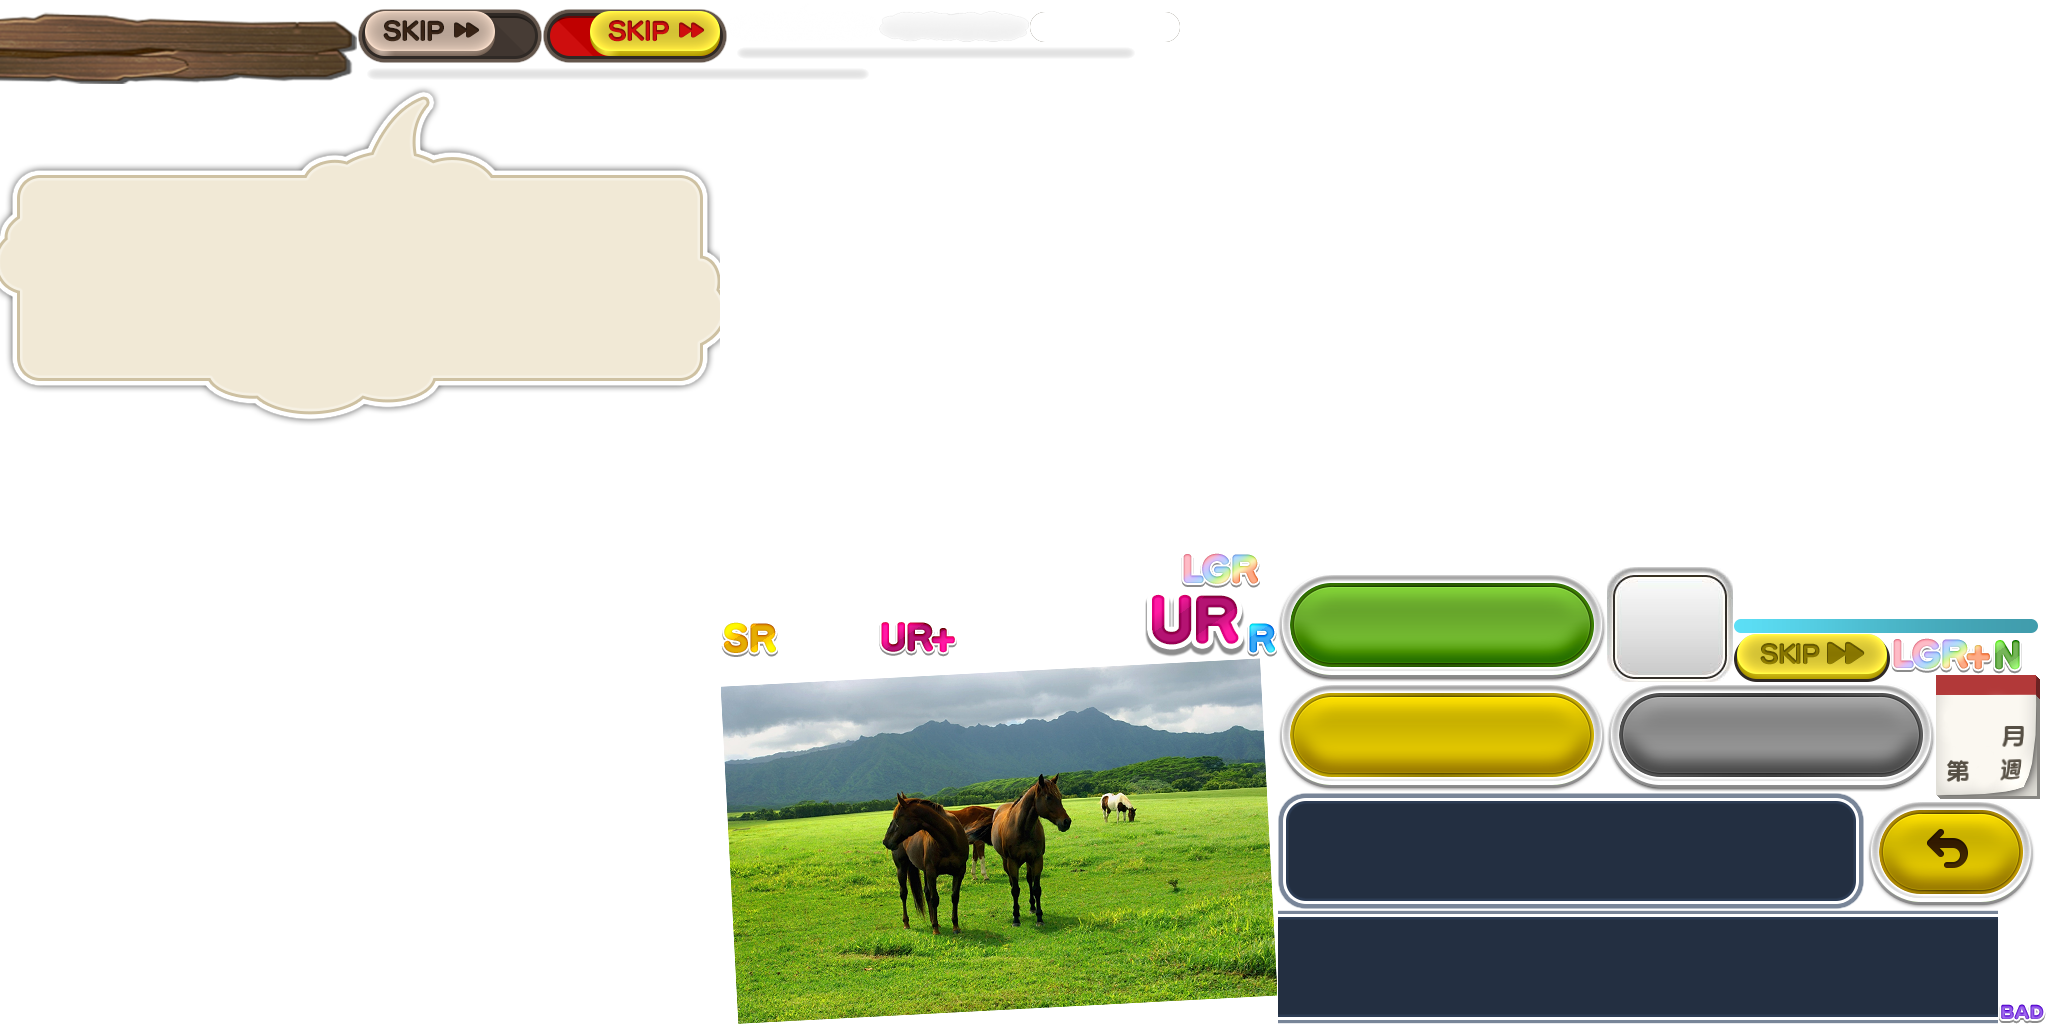 SKIP
SKIP
LGR
SR
UR+
UR
R
SKIP
LGR+
N
月
第 週
BAD